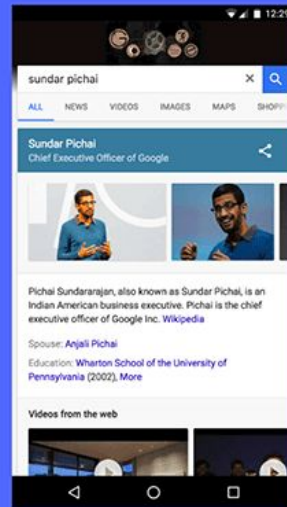 12:29
sundar pichai
ALL NEWS VIDEOS IMAGES MAPS SHOPP
Sundar Pichai
Chief Executive Officer of Google
Pichai Sundararajan, also known as Sundar Pichai, is an
Indian American business executive. Pichai is the chief
executive officer of Google Inc. Wikipedia
Spouse: Anjali Pichai
Education: Wharton School of the University of
Pennsylvania (2002), More
Videos from the web